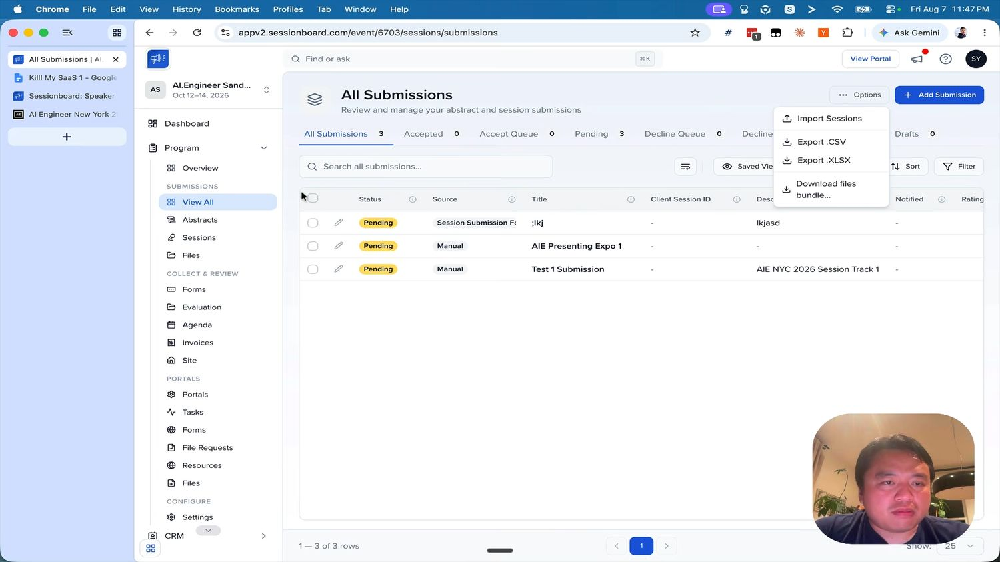 Chrome File Edit View History Bookmarks Profiles Tab Window Help
Fri Aug 7 11:47 PM
appv2.sessionboard.com/event/6703/sessions/submissions
1
Ask Gemini
All Submissions | AI.
Killl My SaaS 1 - Google
Sessionboard: Speaker
AI Engineer New York 2
Find or ask
⌘K
View Portal
SY
AS
AI.Engineer Sand...
Oct 12–14, 2026
Dashboard
Program
Overview
SUBMISSIONS
View All
Abstracts
Sessions
Files
COLLECT & REVIEW
Forms
Evaluation
Agenda
Invoices
Site
PORTALS
Portals
Tasks
Forms
File Requests
Resources
Files
CONFIGURE
Settings
CRM
All Submissions
Review and manage your abstract and session submissions
Options
Add Submission
Import Sessions
Export .CSV
Export .XLSX
Download files
bundle...
All Submissions 3 Accepted 0 Accept Queue 0 Pending 3 Decline Queue 0 Decline Drafts 0
Search all submissions...
Saved Vie
Sort
Filter
Status Source Title Client Session ID Desc Notified Rating
Pending Session Submission Fo ;lkj - lkjasd -
Pending Manual AIE Presenting Expo 1 - - -
Pending Manual Test 1 Submission - AIE NYC 2026 Session Track 1 -
1 — 3 of 3 rows
1
Show: 25